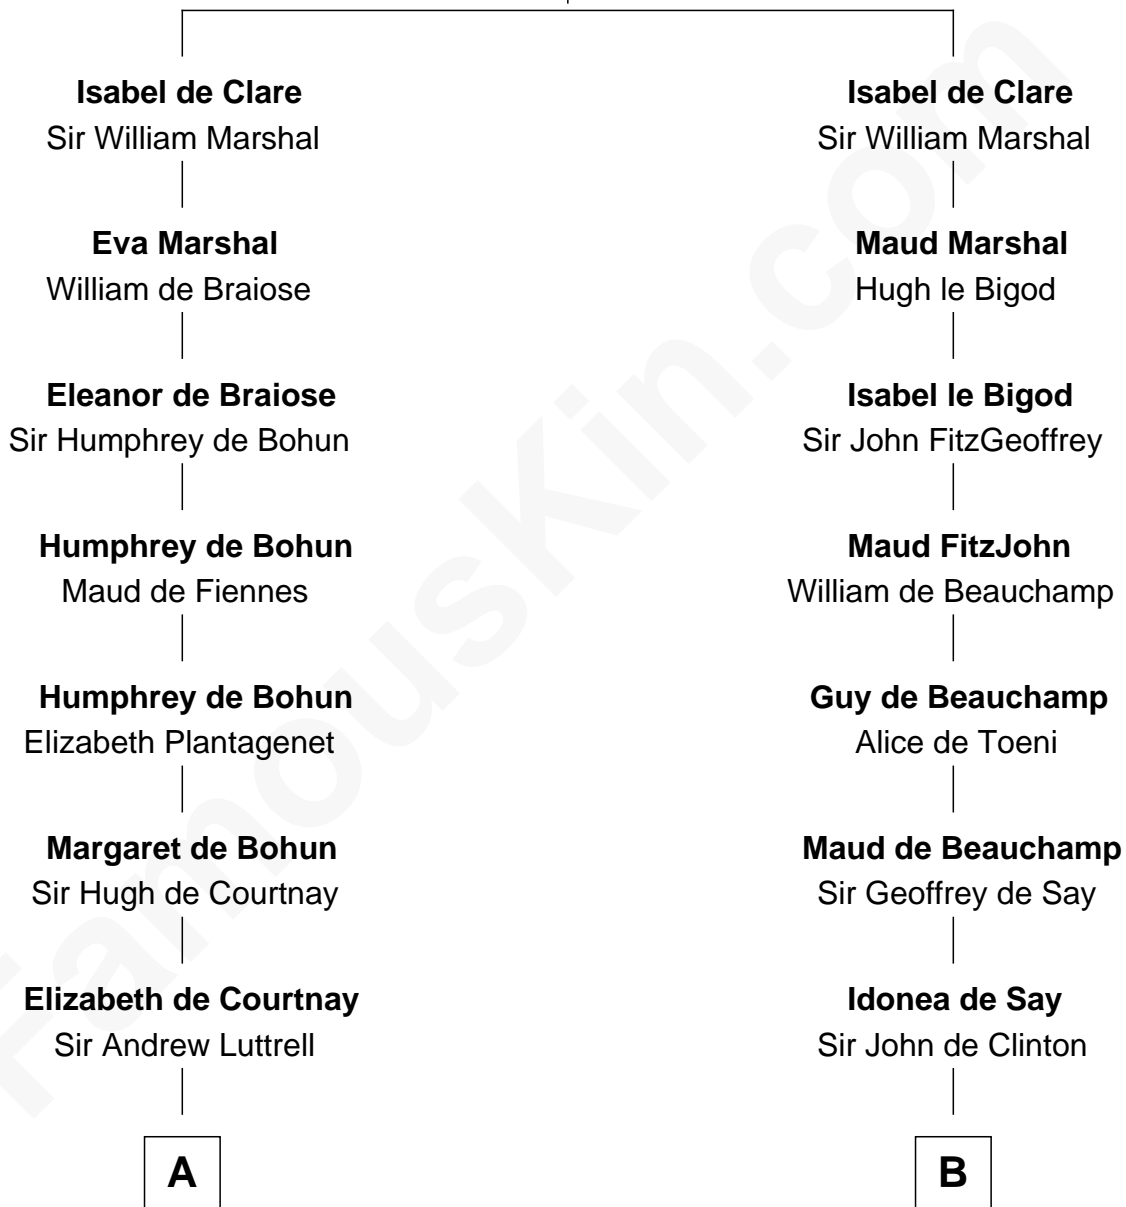 Isabel de Clare
Sir William Marshal
Eva Marshal
William de Braiose
Eleanor de Braiose
Sir Humphrey de Bohun
Humphrey de Bohun
Maud de Fiennes
Humphrey de Bohun
Elizabeth Plantagenet
Margaret de Bohun
Sir Hugh de Courtnay
Elizabeth de Courtnay
Sir Andrew Luttrell
A
Isabel de Clare
Sir William Marshal
Maud Marshal
Hugh le Bigod
Isabel le Bigod
Sir John FitzGeoffrey
Maud FitzJohn
William de Beauchamp
Guy de Beauchamp
Alice de Toeni
Maud de Beauchamp
Sir Geoffrey de Say
Idonea de Say
Sir John de Clinton
B
FamousKin.com